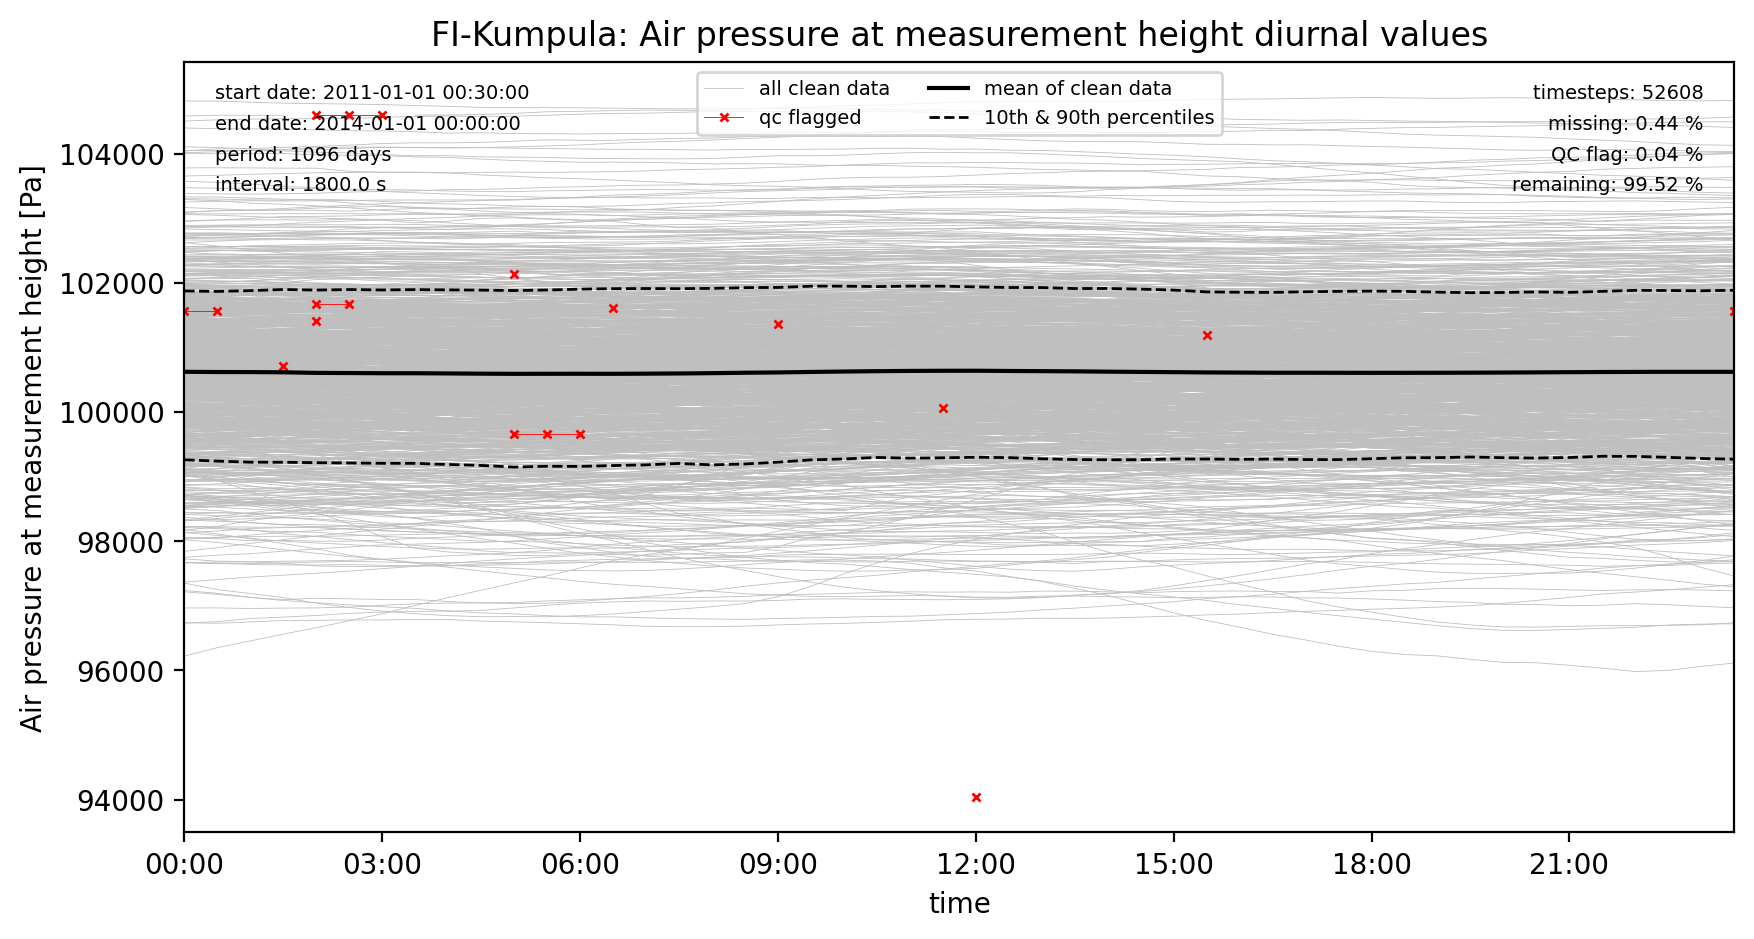 FI-Kumpula: Air pressure at measurement height diurnal values
start date: 2011-01-01 00:30:00
end date: 2014-01-01 00:00:00
period: 1096 days
interval: 1800.0 s
all clean data
qc flagged
mean of clean data
10th & 90th percentiles
timesteps: 52608
missing: 0.44 %
QC flag: 0.04 %
remaining: 99.52 %
Air pressure at measurement height [Pa]
104000
102000
100000
98000
96000
94000
00:00 03:00 06:00 09:00 12:00 15:00 18:00 21:00
time